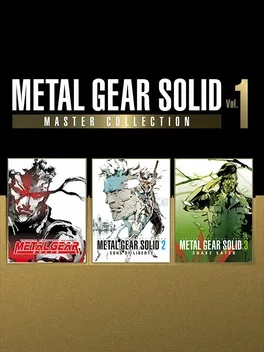 METAL GEAR SOLID Vol. 1
MASTER COLLECTION
METAL GEAR
SOLID
METAL GEAR SOLID 2
SONS OF LIBERTY
METAL GEAR SOLID 3
SNAKE EATER